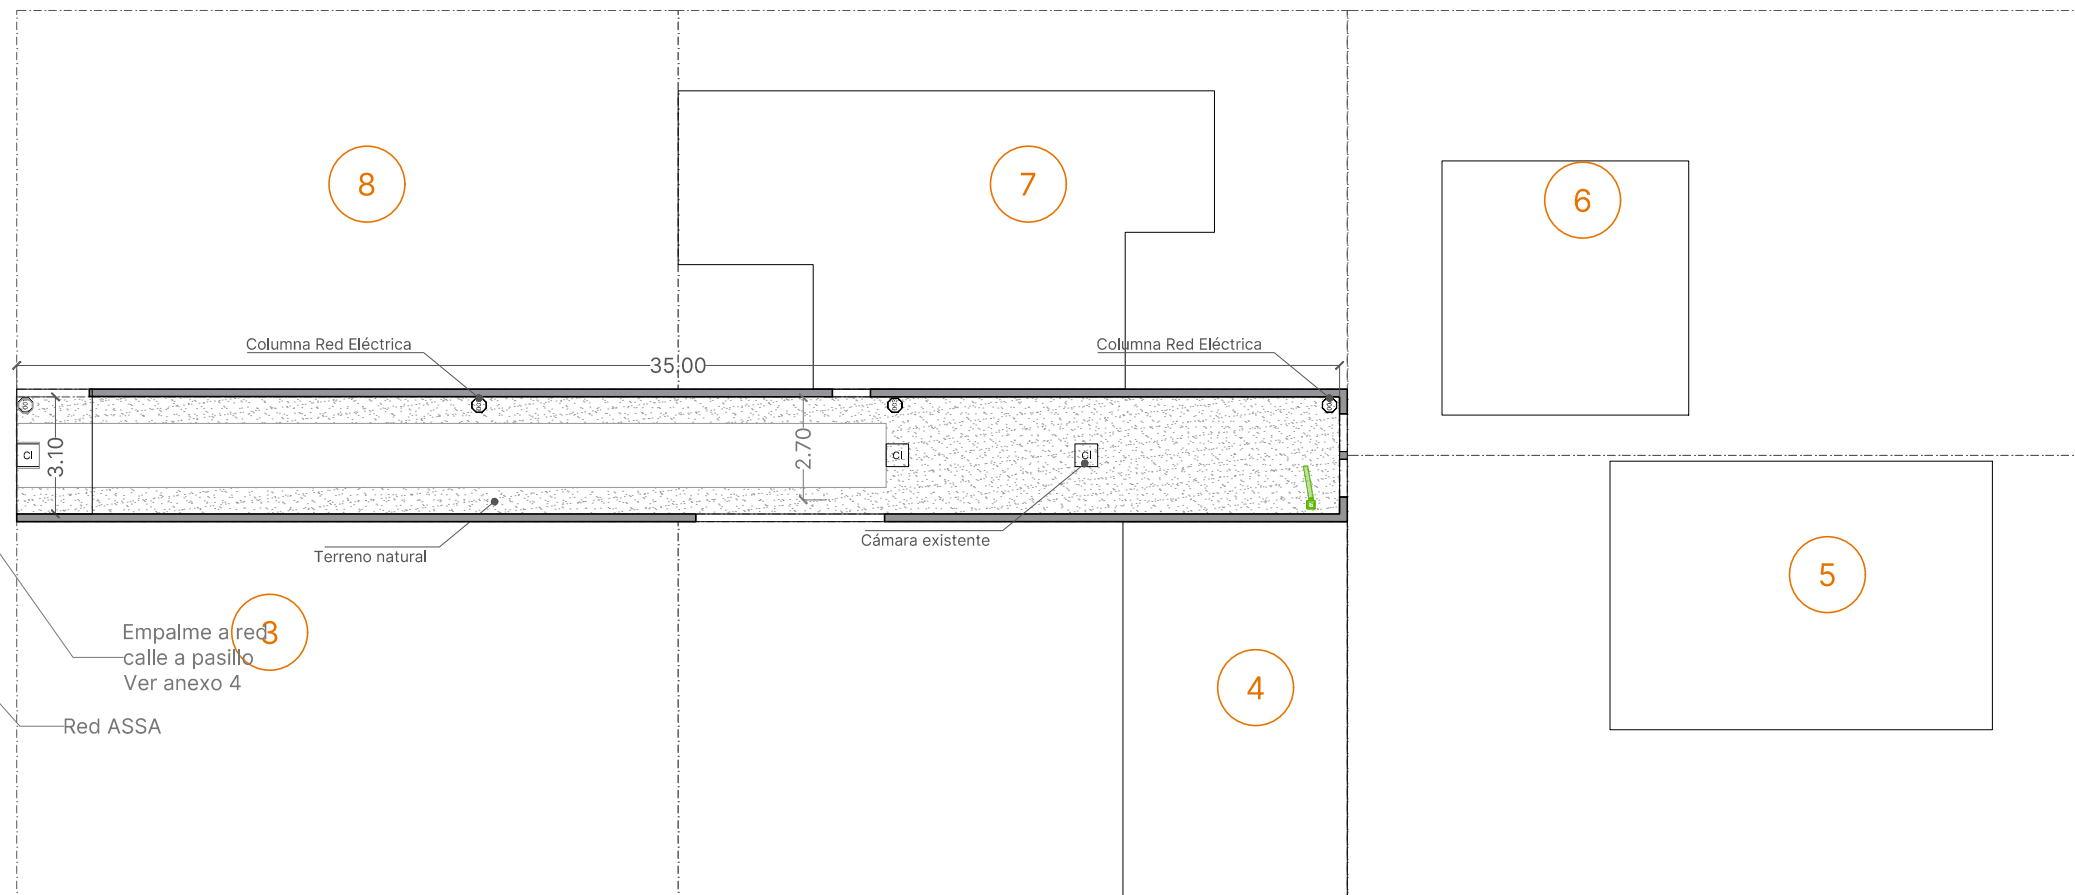 8
7
6
Columna Red Eléctrica
Columna Red Eléctrica
35.00
3.10
2.70
CI
CI
CI
Terreno natural
Cámara existente
5
3
Empalme a red
calle a pasillo
Ver anexo 4
4
Red ASSA